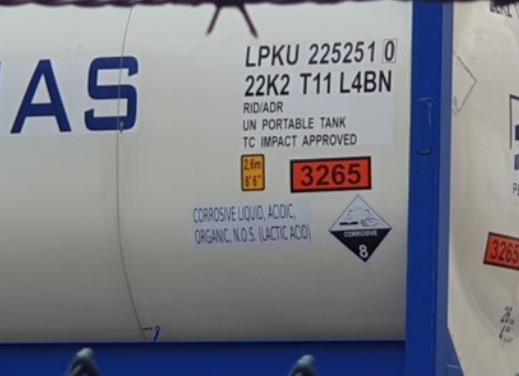 AS
LPKU 225251 0
22K2 T11 L4BN
RID/ADR
UN PORTABLE TANK
TC IMPACT APPROVED
2,6m
8'6"
3265
CORROSIVE LIQUID, ACIDIC,
ORGANIC, N.O.S. (LACTIC ACID)
CORROSIVE
8
3265